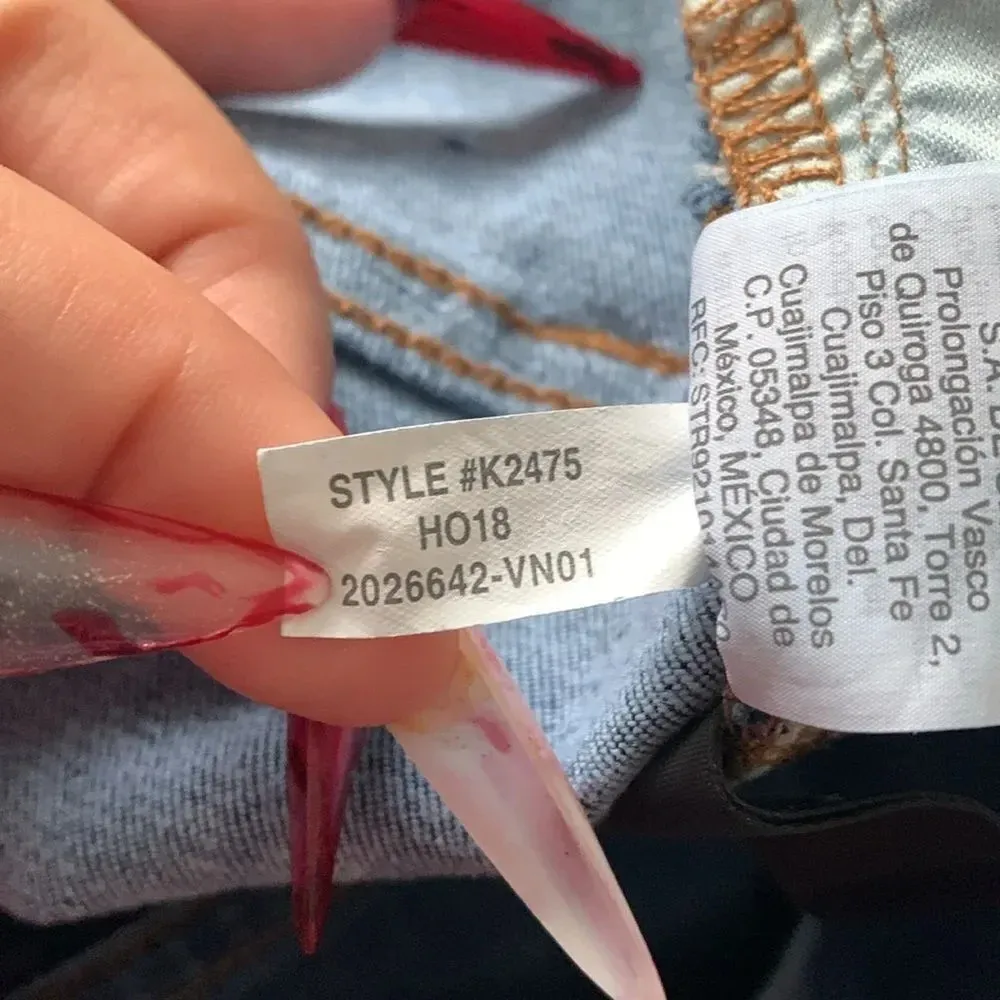 STYLE #K2475
HO18
2026642-VN01
Prolongación Vasco
de Quiroga 4800, Torre 2,
Piso 3 Col. Santa Fe
Cuajimalpa, Del.
Cuajimalpa de Morelos
C.P. 05348, Ciudad de
México, MÉXICO
RFC: